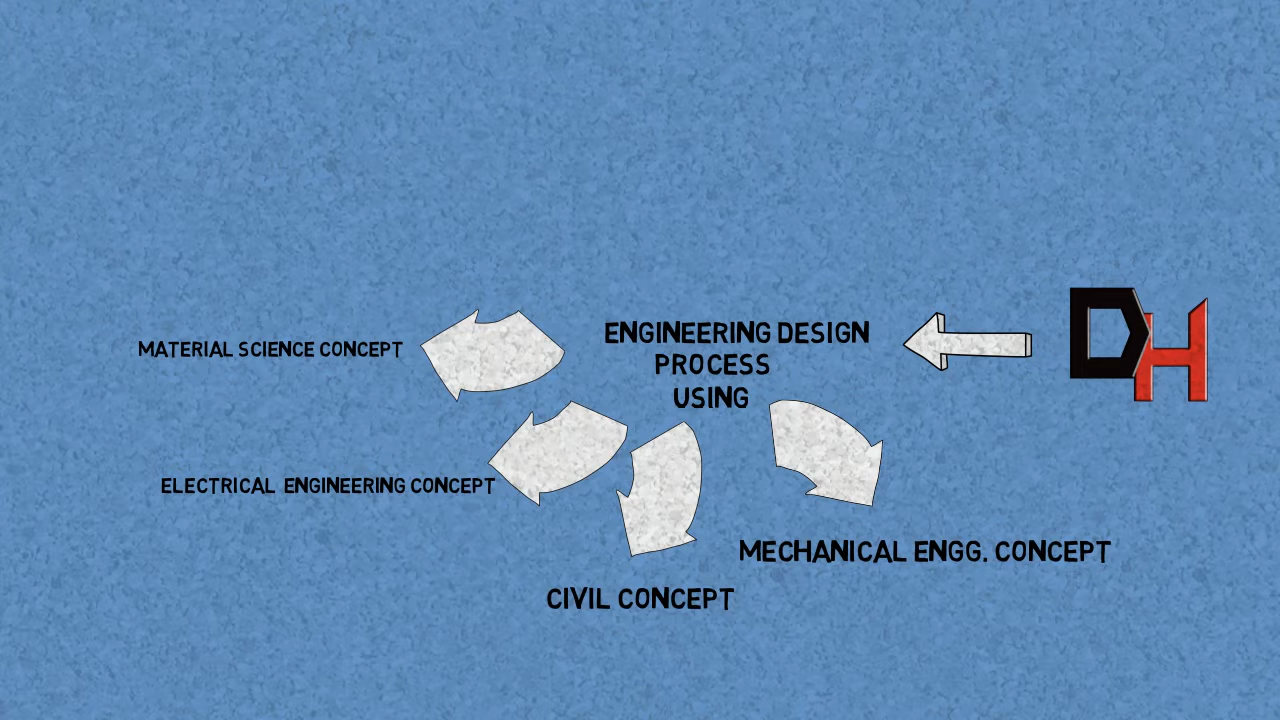 ENGINEERING DESIGN
PROCESS
USING
DH
MATERIAL SCIENCE CONCEPT
ELECTRICAL ENGINEERING CONCEPT
MECHANICAL ENGG. CONCEPT
CIVIL CONCEPT